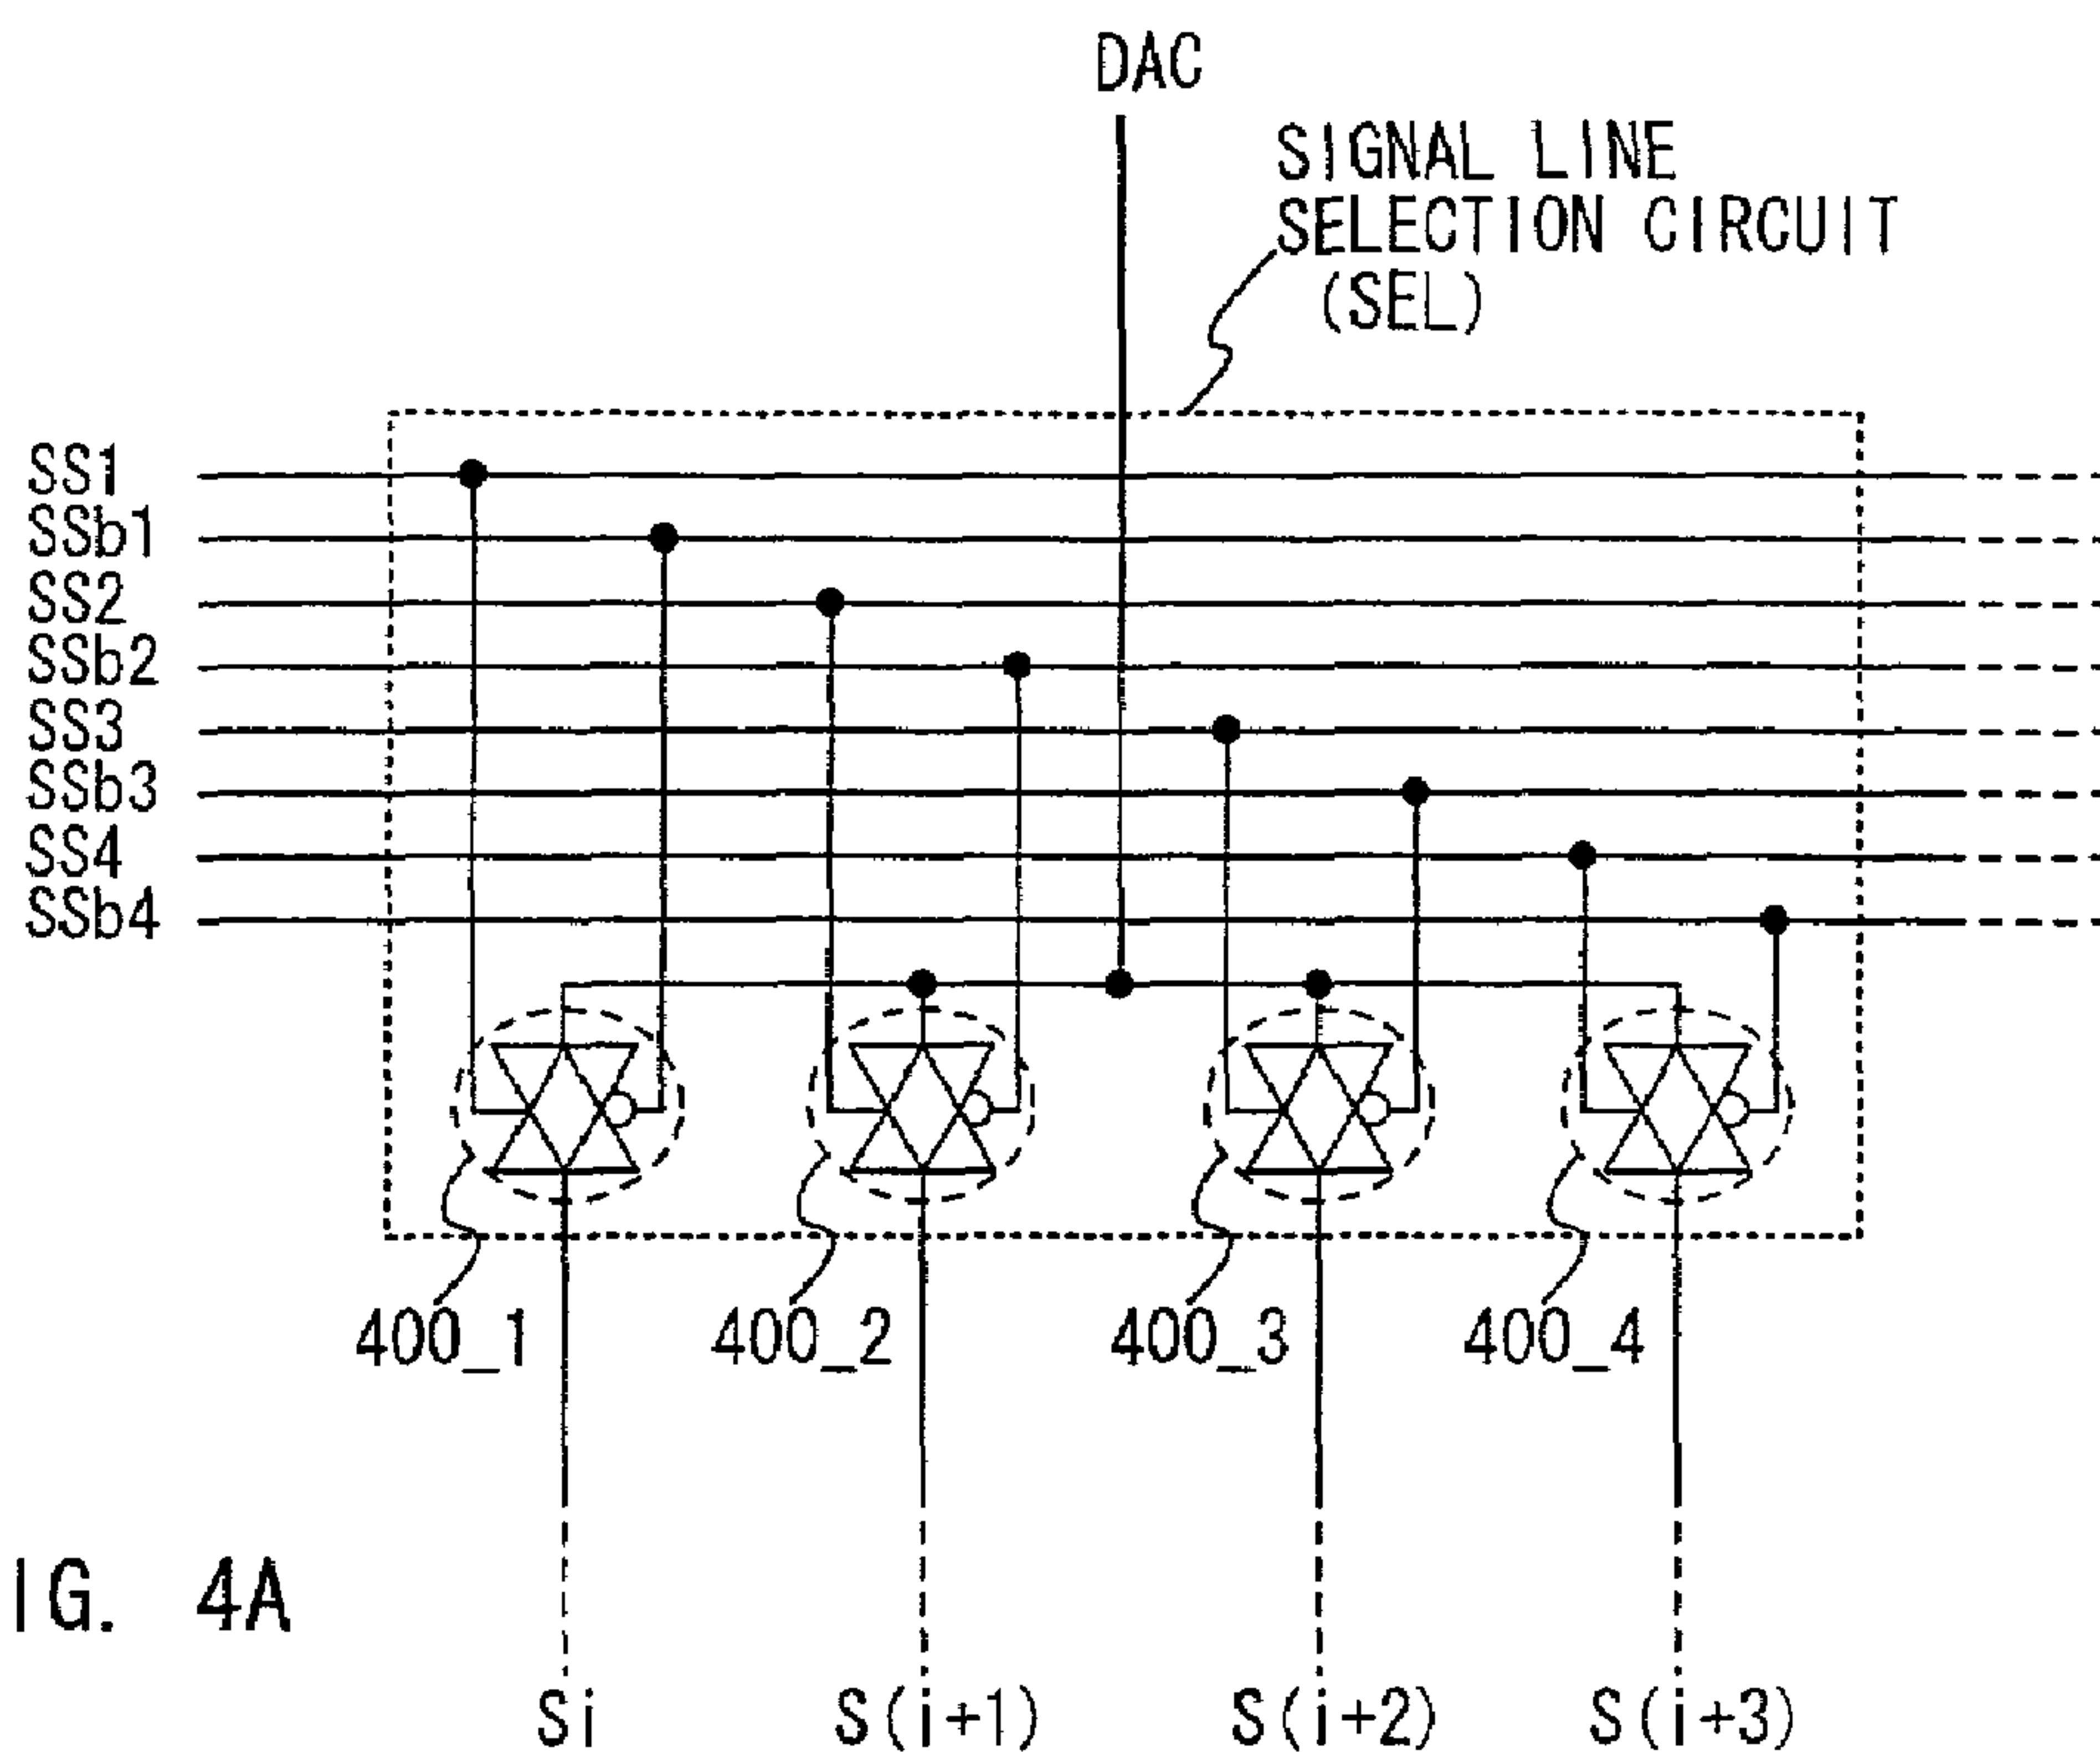 DAC
SIGNAL LINE
SELECTION CIRCUIT
(SEL)
SS1
SSb1
SS2
SSb2
SS3
SSb3
SS4
SSb4
400_1
400_2
400_3
400_4
IG. 4A
Si
S(i+1)
S(i+2)
S(i+3)